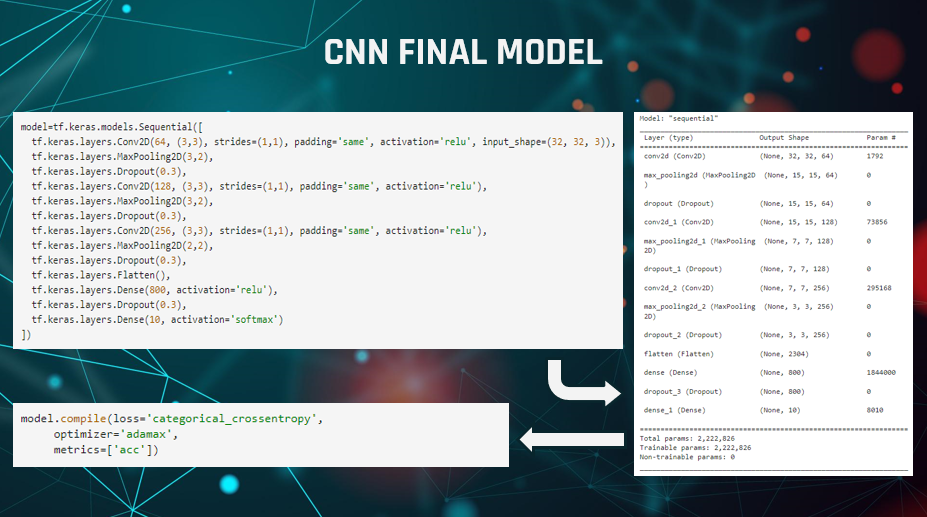 CNN FINAL MODEL
model=tf.keras.models.Sequential([
  tf.keras.layers.Conv2D(64, (3,3), strides=(1,1), padding='same', activation='relu', input_shape=(32, 32, 3)),
  tf.keras.layers.MaxPooling2D(3,2),
  tf.keras.layers.Dropout(0.3),
  tf.keras.layers.Conv2D(128, (3,3), strides=(1,1), padding='same', activation='relu'),
  tf.keras.layers.MaxPooling2D(3,2),
  tf.keras.layers.Dropout(0.3),
  tf.keras.layers.Conv2D(256, (3,3), strides=(1,1), padding='same', activation='relu'),
  tf.keras.layers.MaxPooling2D(2,2),
  tf.keras.layers.Dropout(0.3),
  tf.keras.layers.Flatten(),
  tf.keras.layers.Dense(800, activation='relu'),
  tf.keras.layers.Dropout(0.3),
  tf.keras.layers.Dense(10, activation='softmax')
])
model.compile(loss='categorical_crossentropy',
     optimizer='adamax',
     metrics=['acc'])
Model: "sequential"
Layer (type) Output Shape Param #
conv2d (Conv2D) (None, 32, 32, 64) 1792
max_pooling2d (MaxPooling2D (None, 15, 15, 64) 0
)
dropout (Dropout) (None, 15, 15, 64) 0
conv2d_1 (Conv2D) (None, 15, 15, 128) 73856
max_pooling2d_1 (MaxPooling (None, 7, 7, 128) 0
2D)
dropout_1 (Dropout) (None, 7, 7, 128) 0
conv2d_2 (Conv2D) (None, 7, 7, 256) 295168
max_pooling2d_2 (MaxPooling (None, 3, 3, 256) 0
2D)
dropout_2 (Dropout) (None, 3, 3, 256) 0
flatten (Flatten) (None, 2304) 0
dense (Dense) (None, 800) 1844000
dropout_3 (Dropout) (None, 800) 0
dense_1 (Dense) (None, 10) 8010
Total params: 2,222,826
Trainable params: 2,222,826
Non-trainable params: 0